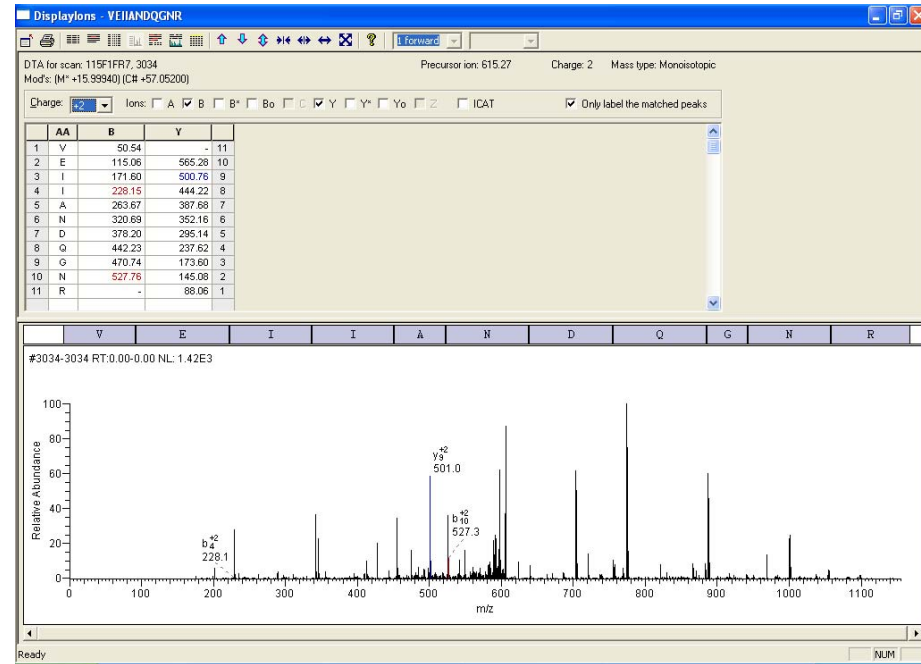 DisplayIons - VEIIANDQGNR
1 forward
DTA for scan: 115F1FR7, 3034 Precursor ion: 615.27 Charge: 2 Mass type: Monoisotopic
Mod's: (M* +15.99940) (C# +57.05200)
Charge: +2 Ions: A B B* Bo C Y Y* Yo Z ICAT Only label the matched peaks
AA B Y
1 V 50.54 - 11
2 E 115.06 565.28 10
3 I 171.60 500.76 9
4 I 228.15 444.22 8
5 A 263.67 387.68 7
6 N 320.69 352.16 6
7 D 378.20 295.14 5
8 Q 442.23 237.62 4
9 G 470.74 173.60 3
10 N 527.76 145.08 2
11 R - 88.06 1
V E I I A N D Q G N R
#3034-3034 RT:0.00-0.00 NL: 1.42E3
100
80
60
40
20
0
Relative Abundance
y9+2
501.0
b10+2
527.3
b4+2
228.1
0 100 200 300 400 500 600 700 800 900 1000 1100
m/z
Ready NUM